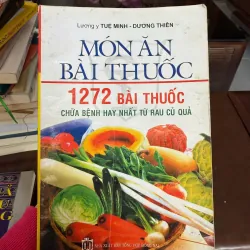 Lương y TUỆ MINH - DƯƠNG THIÊN
MÓN ĂN
BÀI THUỐC
1272 BÀI THUỐC
CHỮA BỆNH HAY NHẤT TỪ RAU CỦ QUẢ